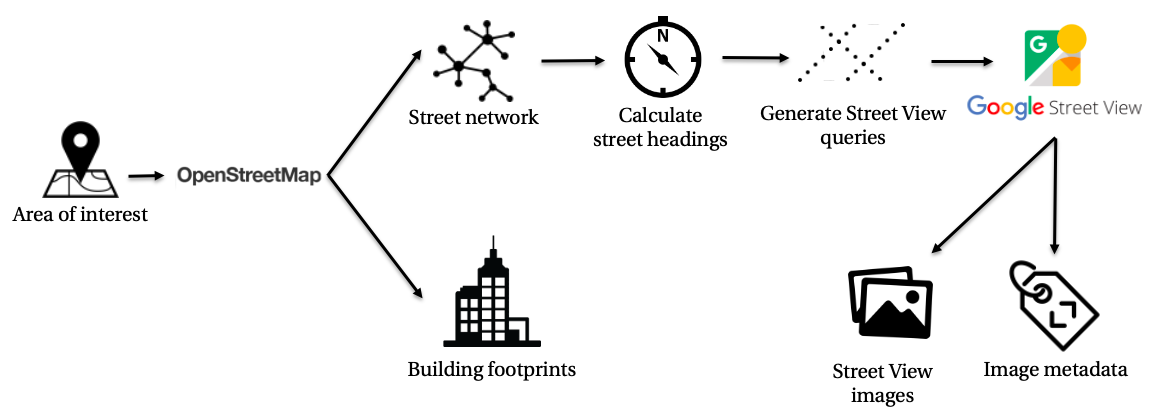 Street network
N
Calculate
street headings
Generate Street View
queries
G
Google Street View
Area of interest
OpenStreetMap
Building footprints
Street View
images
Image metadata